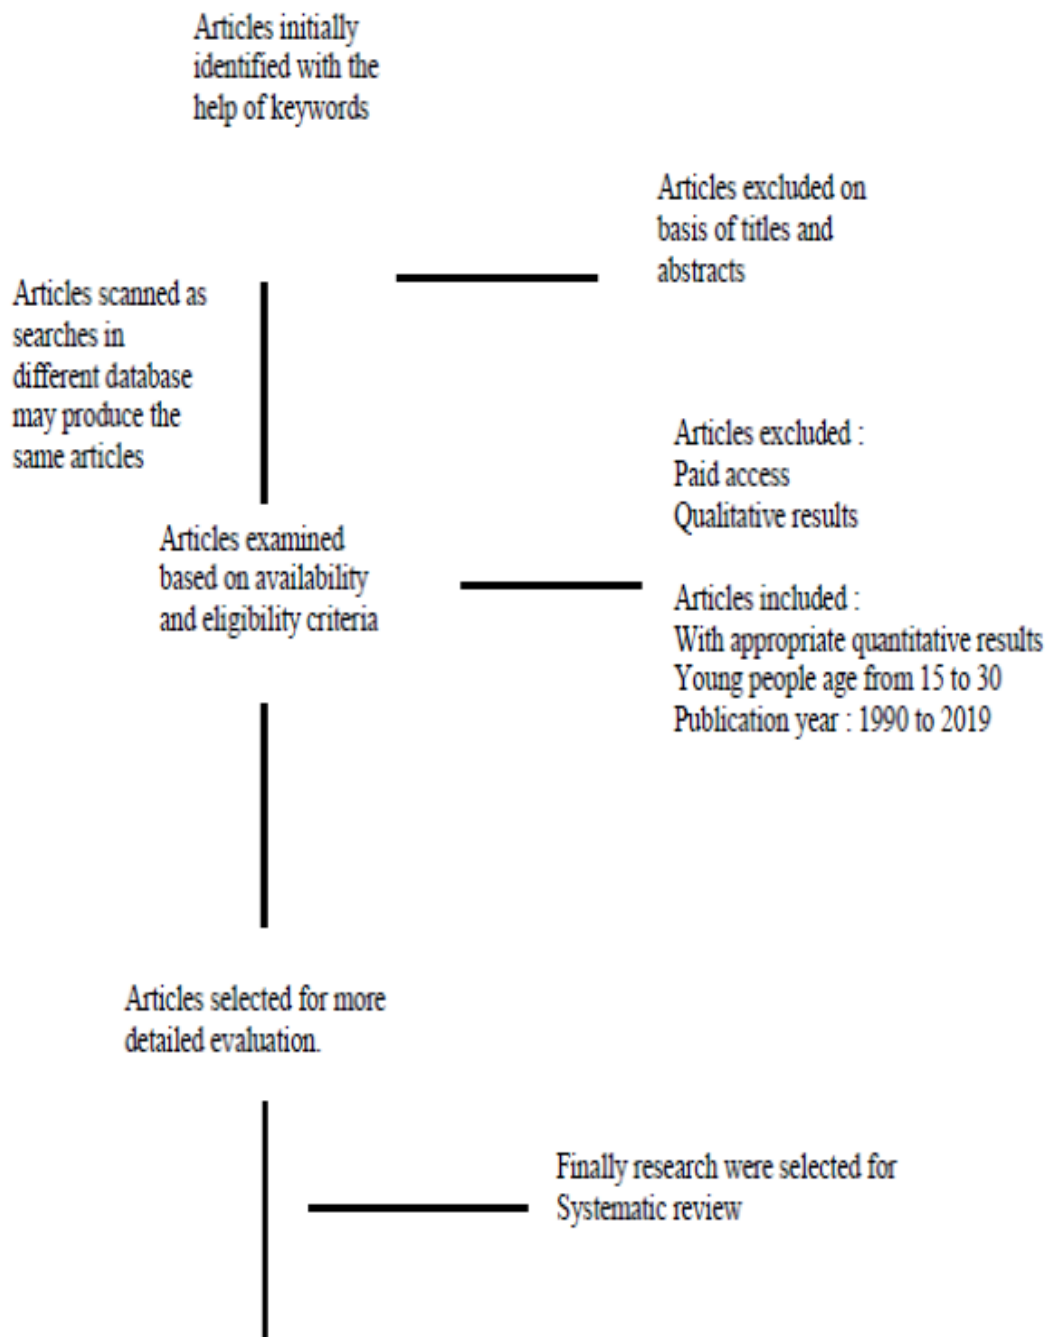 Articles initially
identified with the
help of keywords
Articles excluded on
basis of titles and
abstracts
Articles scanned as
searches in
different database
may produce the
same articles
Articles excluded :
Paid access
Qualitative results
Articles examined
based on availability
and eligibility criteria
Articles included :
With appropriate quantitative results
Young people age from 15 to 30
Publication year : 1990 to 2019
Articles selected for more
detailed evaluation.
Finally research were selected for
Systematic review